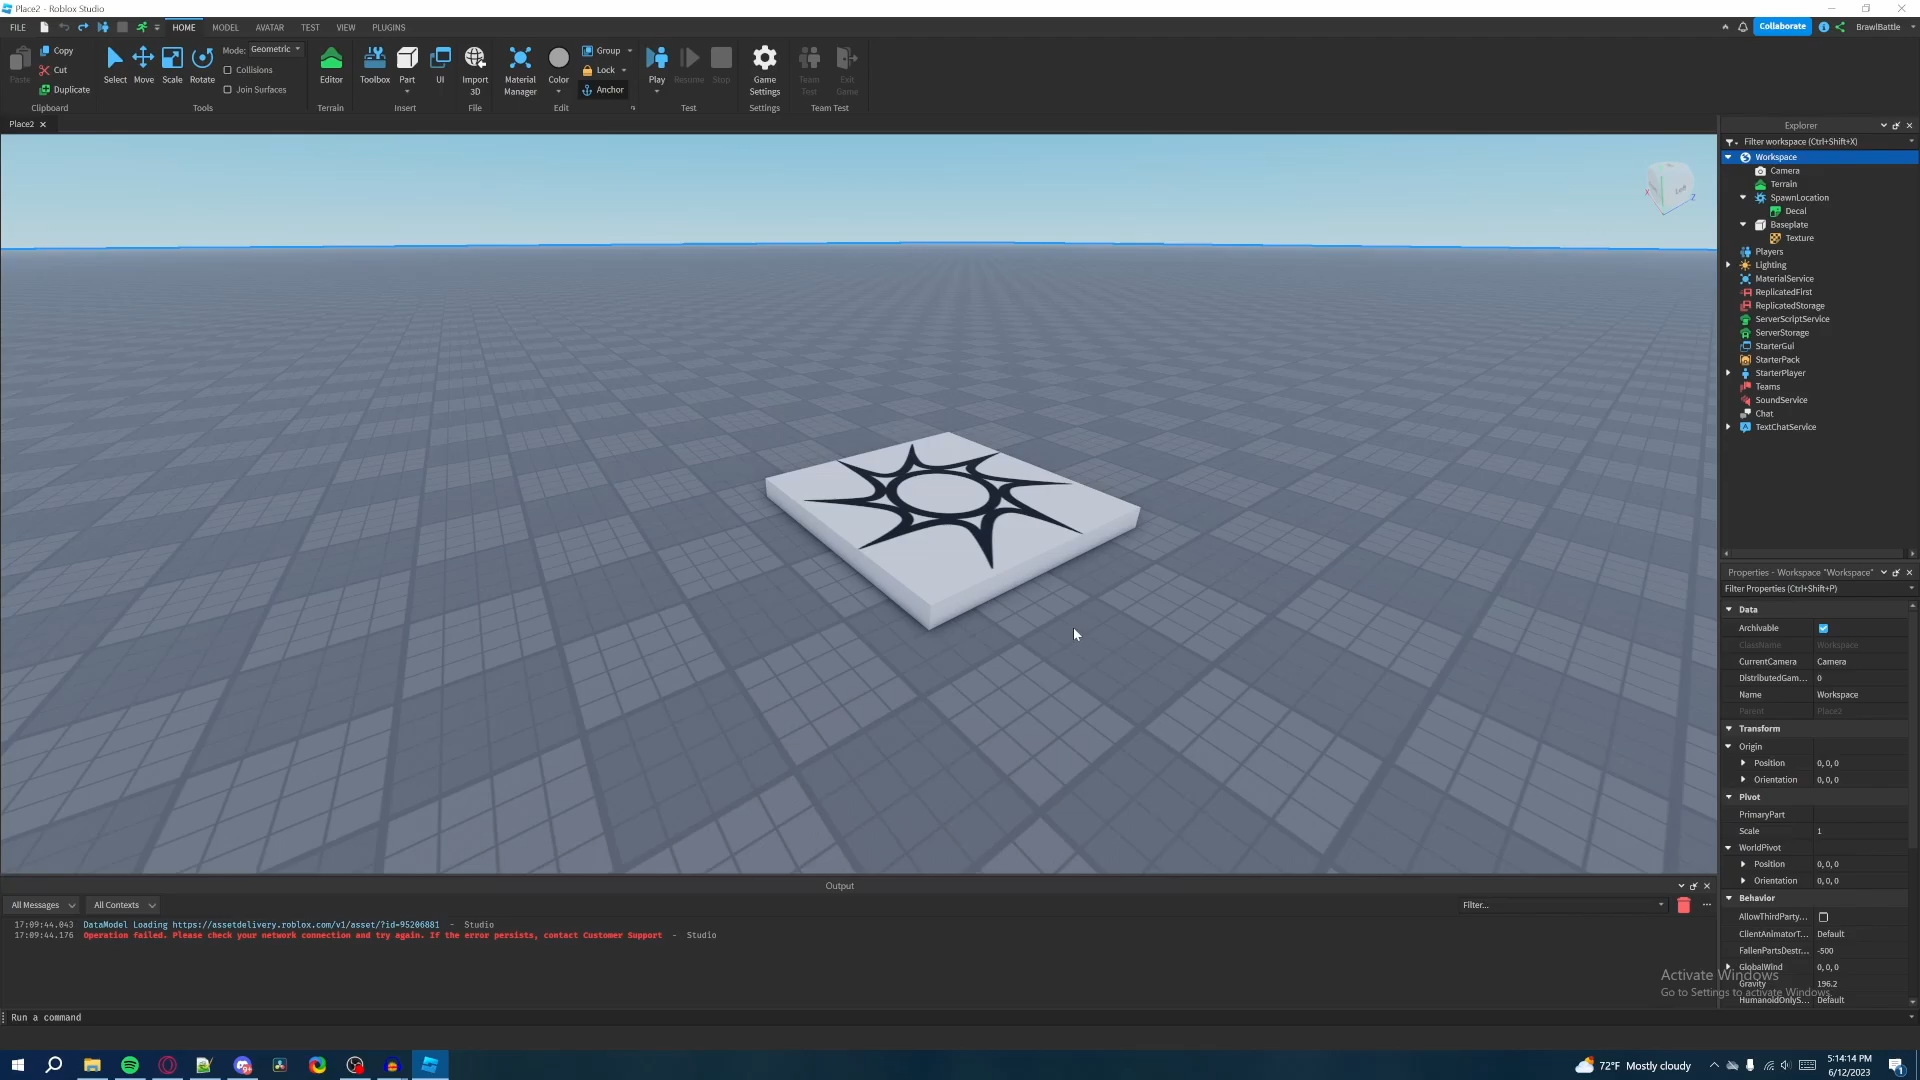 Place2 - Roblox Studio
FILE
HOME MODEL AVATAR TEST VIEW PLUGINS
Collaborate
BrawlBattle
Paste
Copy
Cut
Duplicate
Clipboard
Select Move Scale Rotate
Mode: Geometric
Collisions
Join Surfaces
Tools
Editor
Terrain
Toolbox Part UI
Insert
Import
3D
File
Material
Manager
Color
Group
Lock
Anchor
Edit
Play Resume Stop
Test
Game
Settings
Settings
Team
Test
Exit
Game
Team Test
Place2
Explorer
Filter workspace (Ctrl+Shift+X)
Workspace
Camera
Terrain
SpawnLocation
Decal
Baseplate
Texture
Players
Lighting
MaterialService
ReplicatedFirst
ReplicatedStorage
ServerScriptService
ServerStorage
StarterGui
StarterPack
StarterPlayer
Teams
SoundService
Chat
TextChatService
X
Z
Left
Properties - Workspace "Workspace"
Filter Properties (Ctrl+Shift+P)
Data
Archivable
ClassName Workspace
CurrentCamera Camera
DistributedGam... 0
Name Workspace
Parent Place2
Transform
Origin
Position 0, 0, 0
Orientation 0, 0, 0
Pivot
PrimaryPart
Scale 1
WorldPivot
Position 0, 0, 0
Orientation 0, 0, 0
Behavior
AllowThirdParty...
ClientAnimatorT... Default
FallenPartsDestr... -500
GlobalWind 0, 0, 0
Gravity 196.2
HumanoidOnlyS... Default
Activate Windows
Go to Settings to activate Windows.
Output
All Messages All Contexts
Filter...
17:09:44.043 DataModel Loading https://assetdelivery.roblox.com/v1/asset/?id=95206881 - Studio
17:09:44.176 Operation failed. Please check your network connection and try again. If the error persists, contact Customer Support - Studio
Run a command
72°F Mostly cloudy
5:14:14 PM
6/12/2023